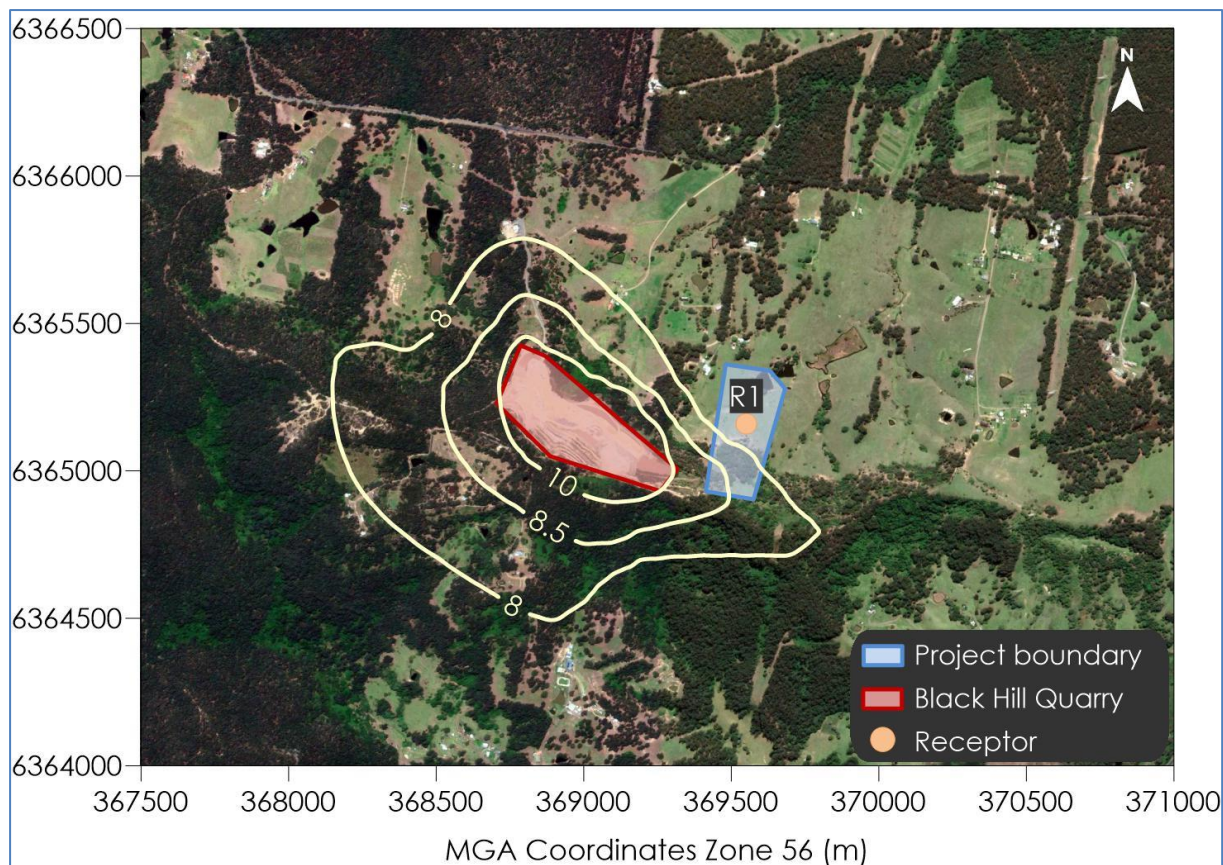 6366500
N
6366000
6365500
8
R1
6365000
10
8.5
8
6364500
Project boundary
Black Hill Quarry
Receptor
6364000
367500 368000 368500 369000 369500 370000 370500 371000
MGA Coordinates Zone 56 (m)